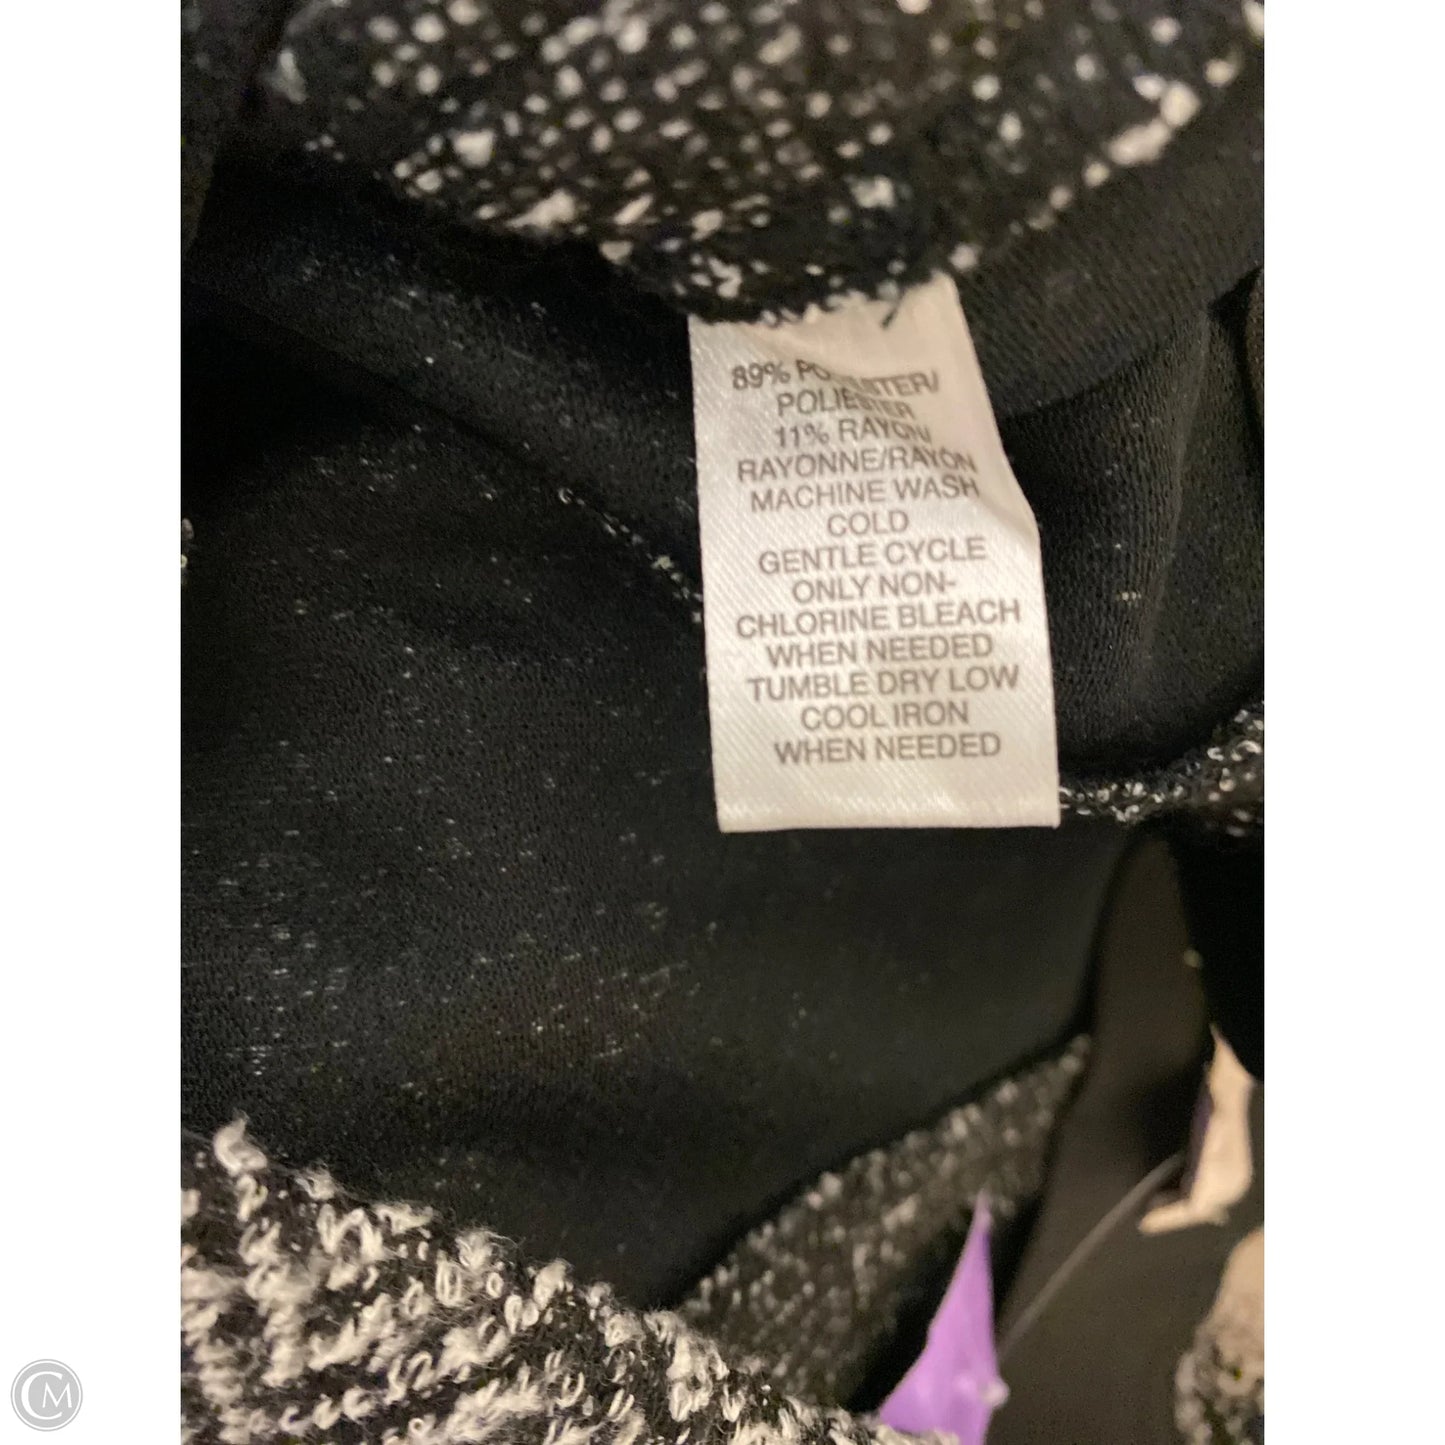 89% POLYESTER/
POLIESTER
11% RAYON/
RAYONNE/RAYON
MACHINE WASH
COLD
GENTLE CYCLE
ONLY NON-
CHLORINE BLEACH
WHEN NEEDED
TUMBLE DRY LOW
COOL IRON
WHEN NEEDED
CM